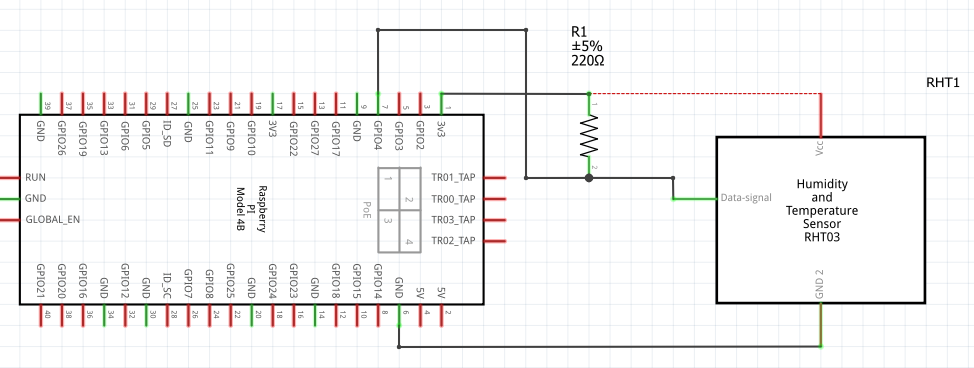 R1
±5%
220Ω
RHT1
39
37
35
33
31
29
27
25
23
21
19
17
15
13
11
9
7
5
3
1
GND
GPIO26
GPIO19
GPIO13
GPIO6
GPIO5
ID_SD
GND
GPIO11
GPIO9
GPIO10
3V3
GPIO22
GPIO27
GPIO17
GND
GPIO4
GPIO3
GPIO2
3v3
1
2
Vcc
RUN
GND
GLOBAL_EN
Raspberry
PI
Model 4B
PoE
1
2
3
4
TR01_TAP
TR00_TAP
TR03_TAP
TR02_TAP
Data-signal
Humidity
and
Temperature
Sensor
RHT03
GND 2
GPIO21
GPIO20
GPIO16
GND
GPIO12
GND
ID_SC
GPIO7
GPIO8
GPIO25
GND
GPIO24
GPIO23
GND
GPIO18
GPIO15
GPIO14
GND
5V
5V
40
38
36
34
32
30
28
26
24
22
20
18
16
14
12
10
8
6
4
2